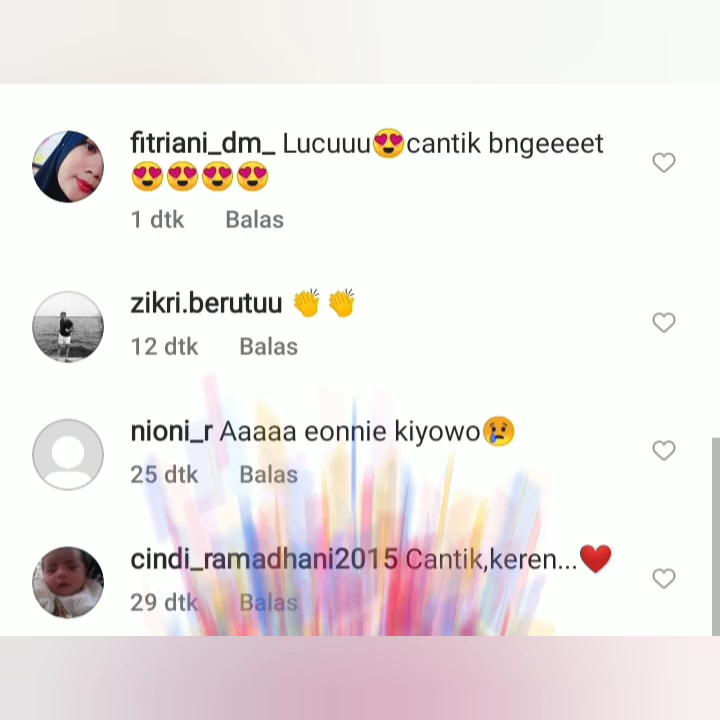 fitriani_dm_ Lucuuu😍cantik bngeeeet
😍😍😍😍
1 dtk Balas
zikri.berutuu 👏 👏
12 dtk Balas
nioni_r Aaaaa eonnie kiyowo😢
25 dtk Balas
cindi_ramadhani2015 Cantik,keren...❤️
29 dtk Balas